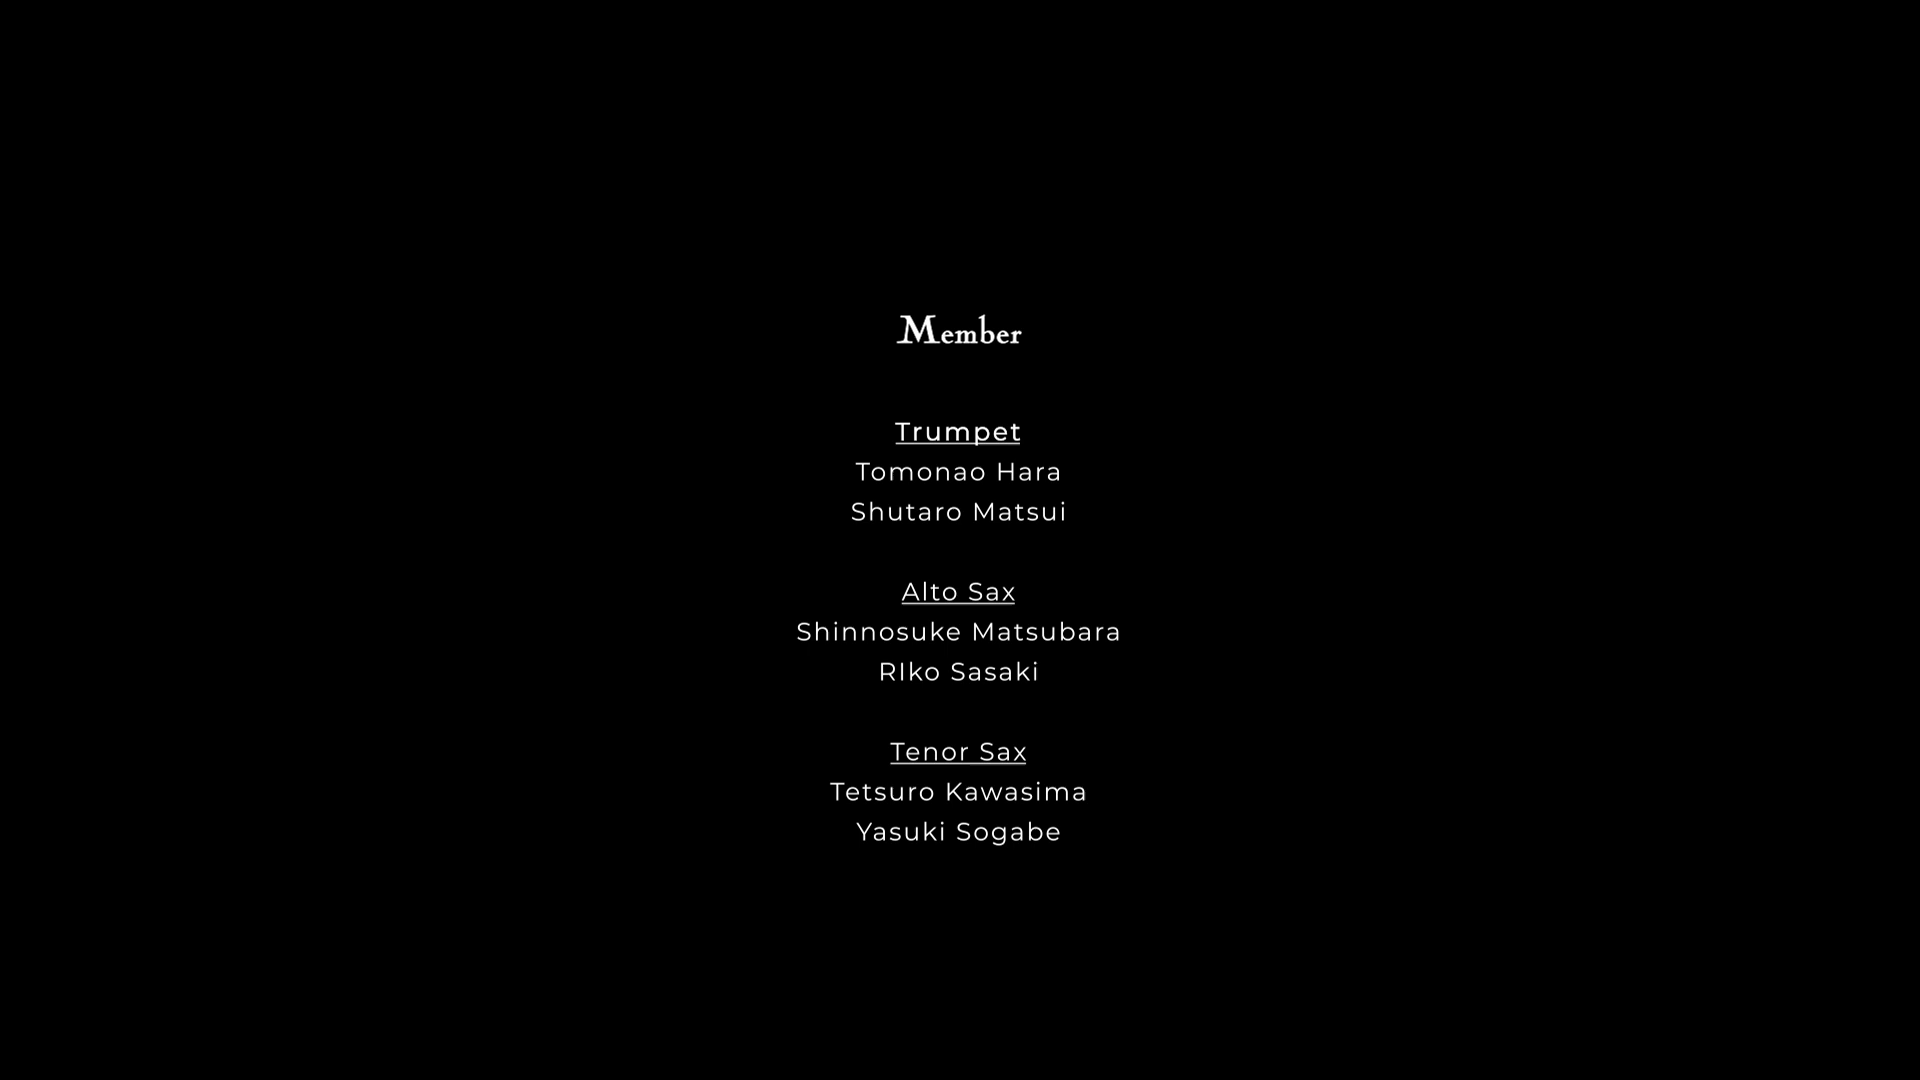 Member
Trumpet
Tomonao Hara
Shutaro Matsui
Alto Sax
Shinnosuke Matsubara
RIko Sasaki
Tenor Sax
Tetsuro Kawasima
Yasuki Sogabe